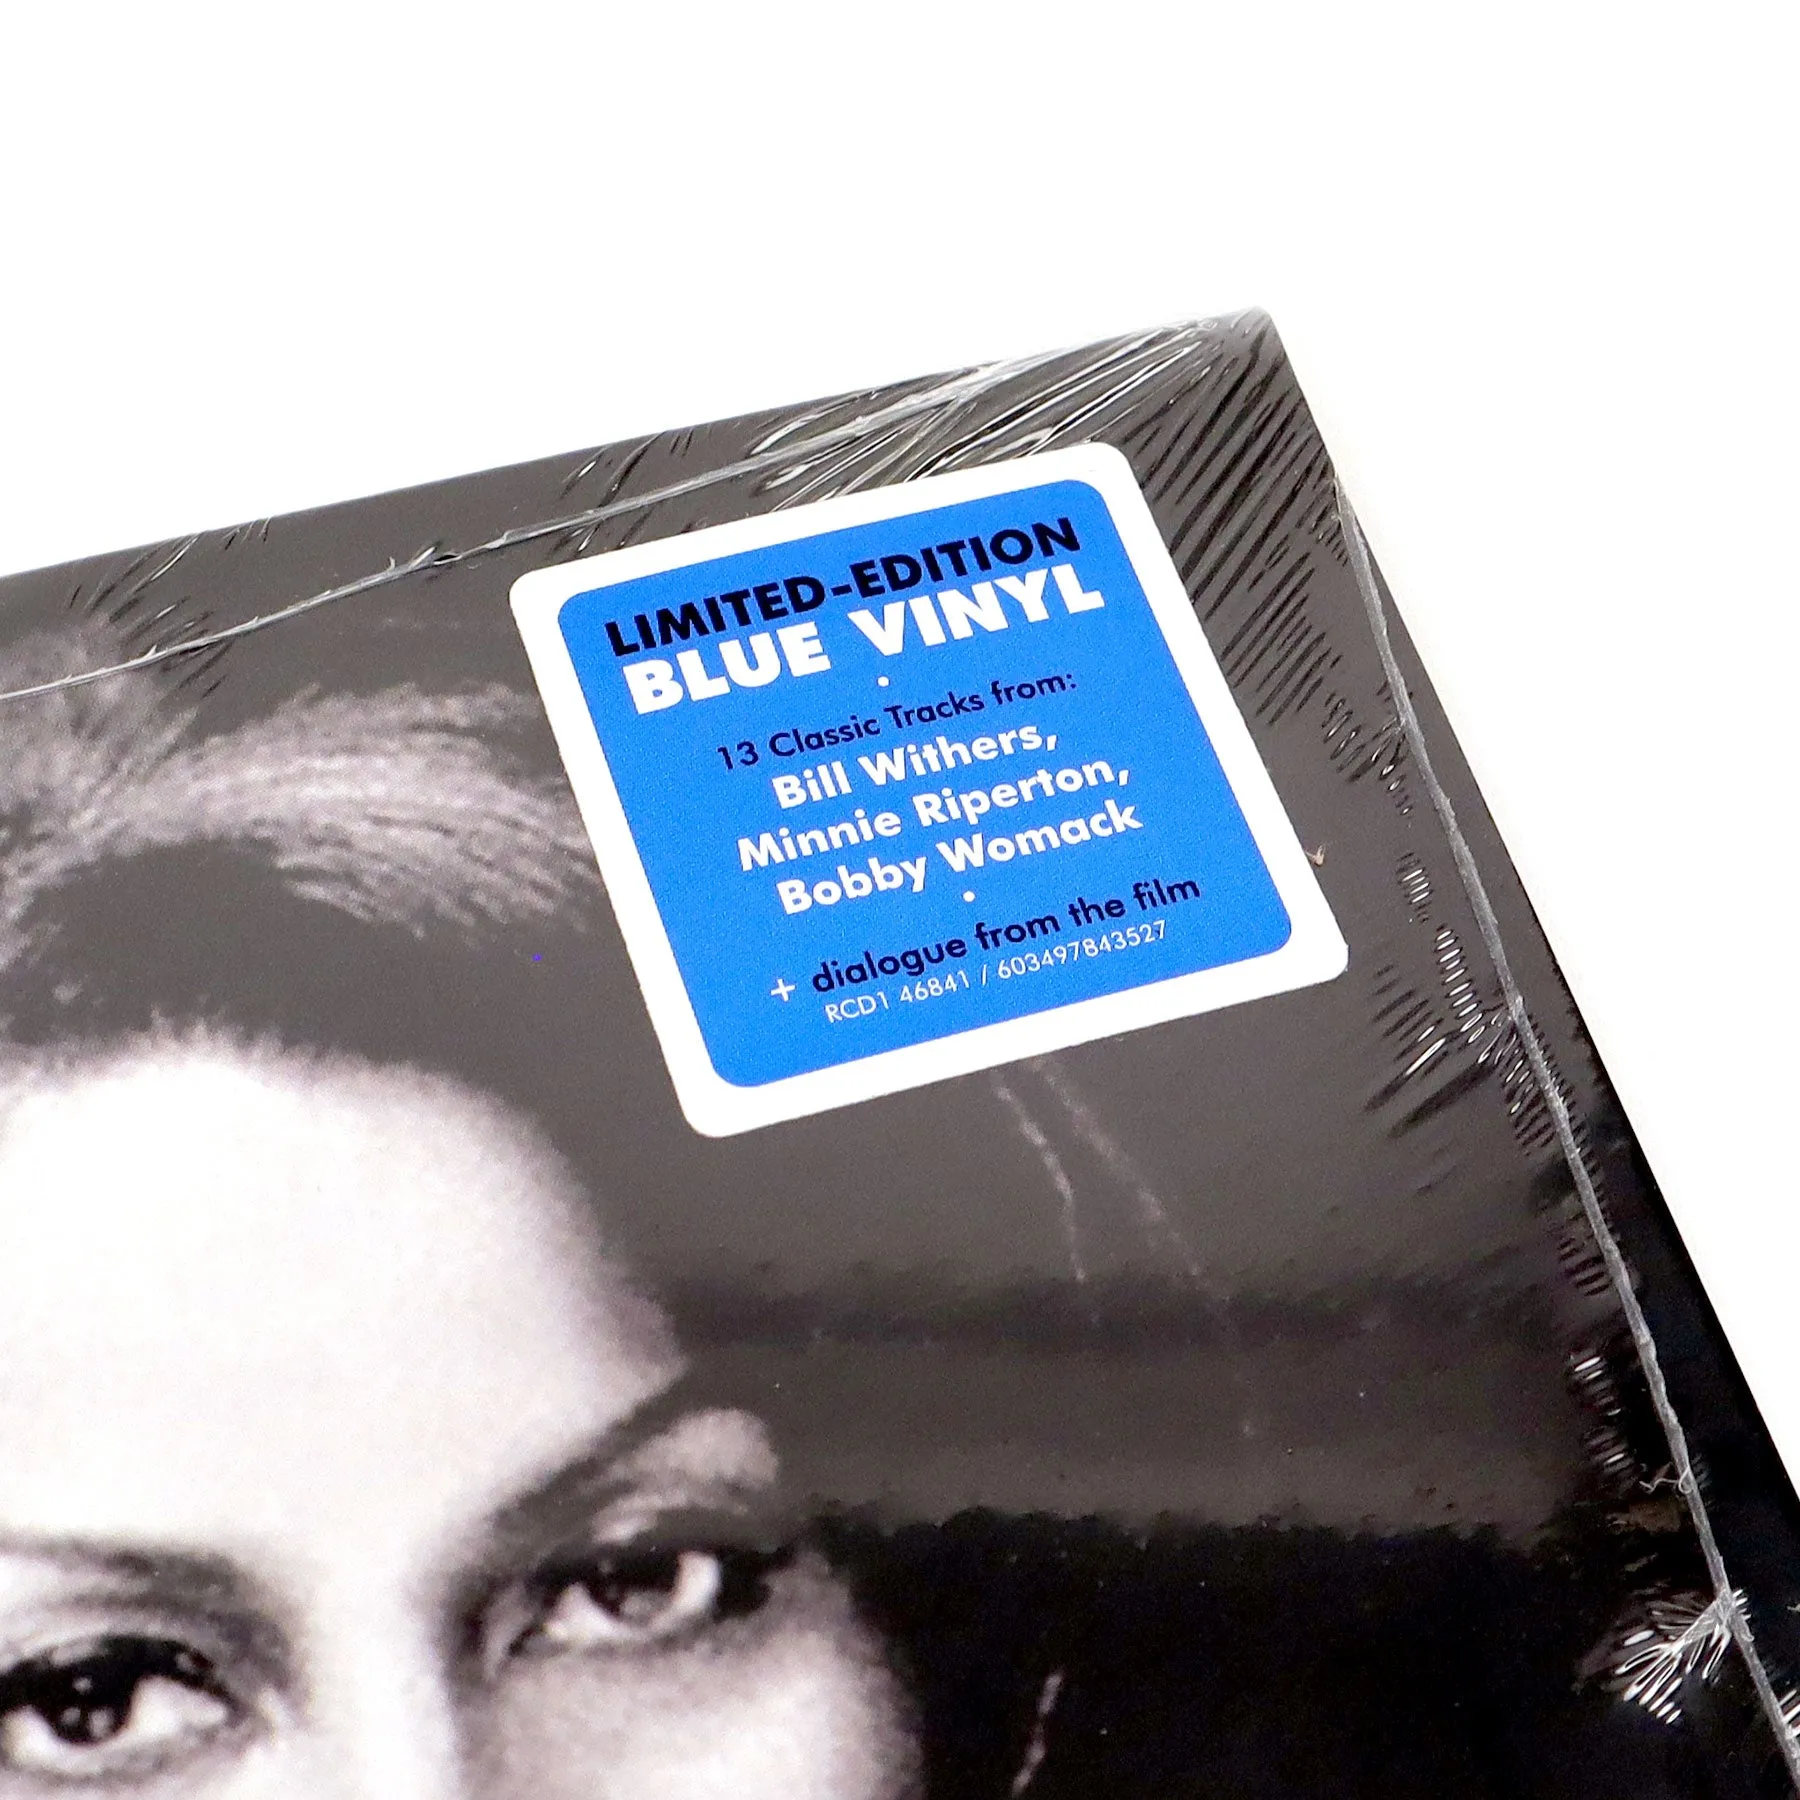 LIMITED-EDITION
BLUE VINYL
•
13 Classic Tracks from:
Bill Withers,
Minnie Riperton,
Bobby Womack
•
+ dialogue from the film
RCD1 46841 / 603497843527